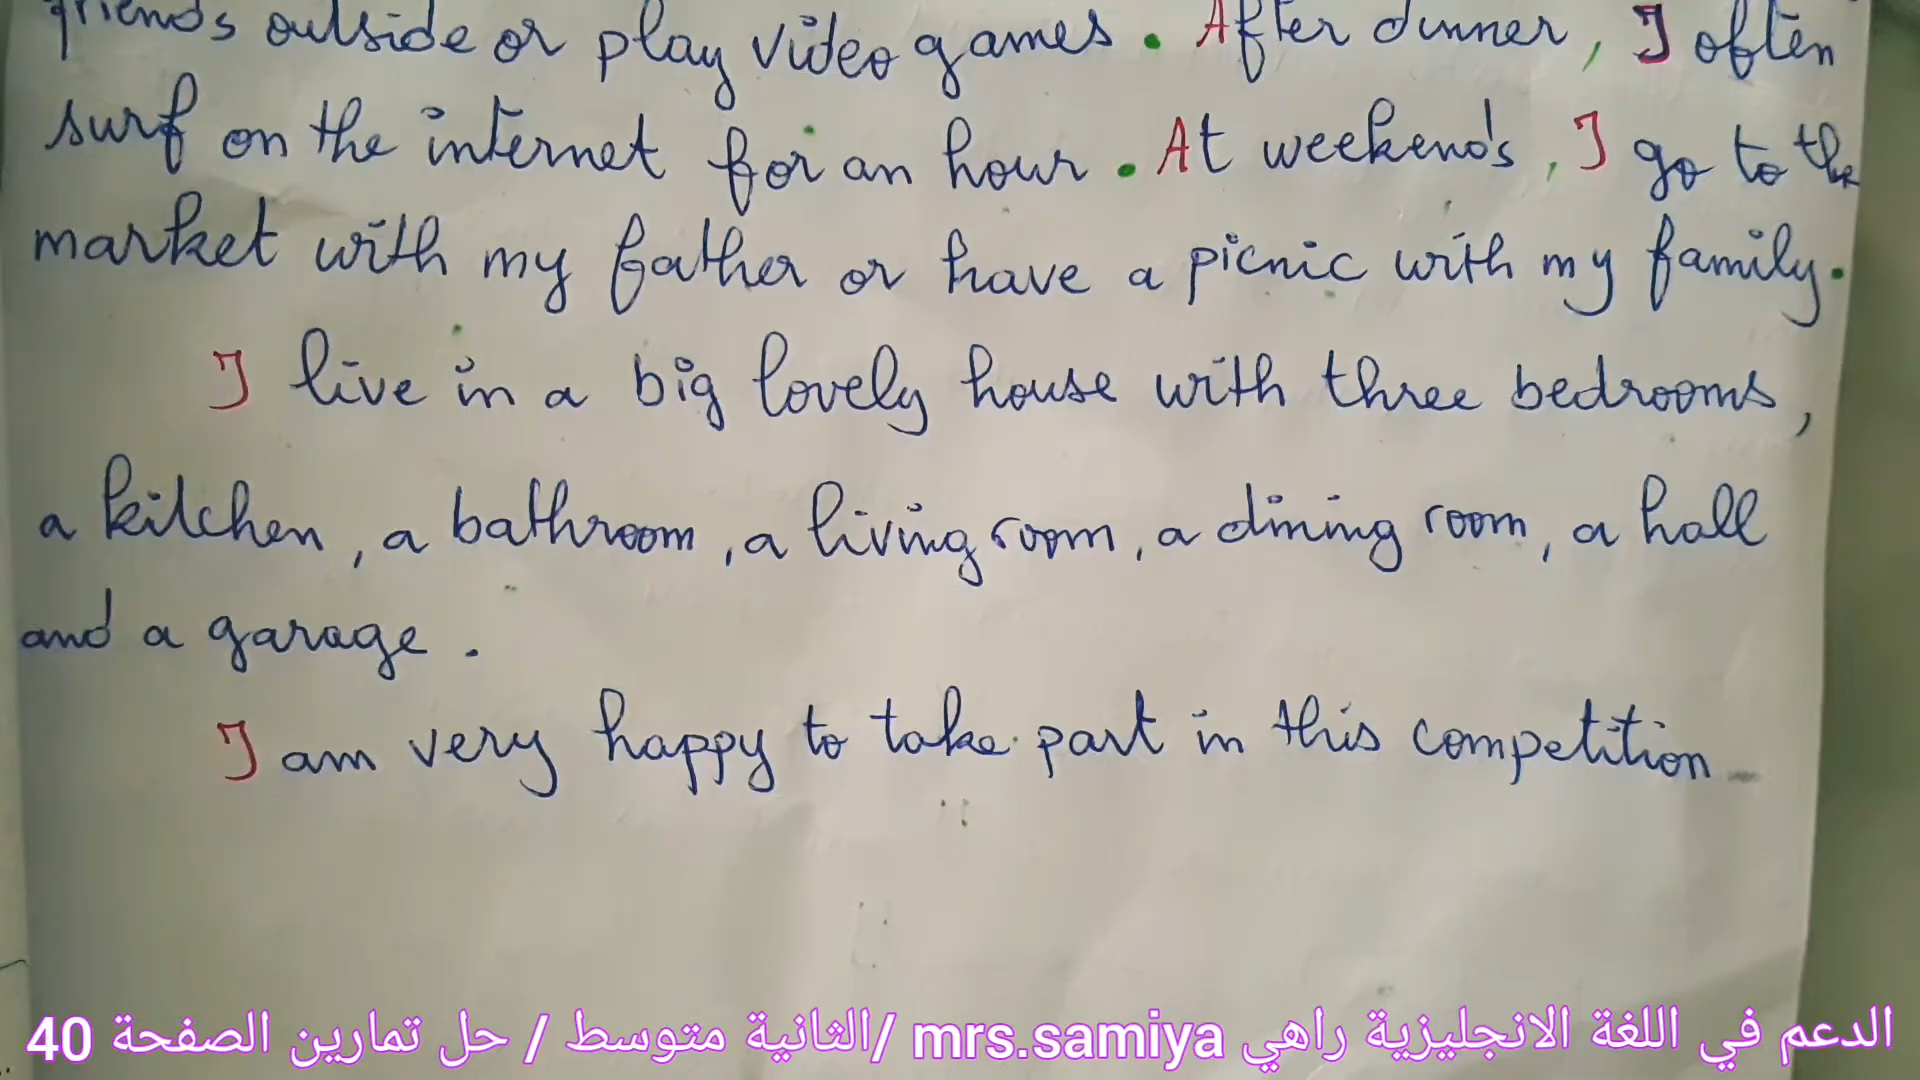 friends outside or play video games. After dinner, I often
surf on the internet for an hour. At weekends, I go to the
market with my father or have a picnic with my family.
I live in a big lovely house with three bedrooms,
a kitchen, a bathroom, a living room, a dining room, a hall
and a garage.
I am very happy to take part in this competition
الدعم في اللغة الانجليزية راهي mrs.samiya /الثانية متوسط / حل تمارين الصفحة 40